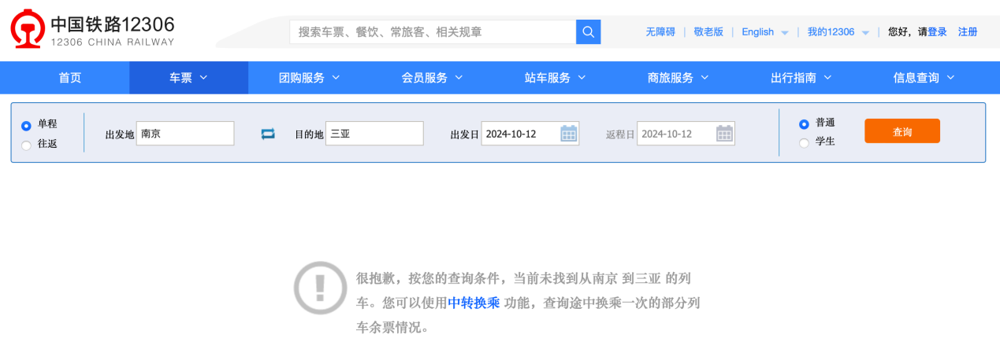 中国铁路12306
12306 CHINA RAILWAY
搜索车票、餐饮、常旅客、相关规章
无障碍 | 敬老版 | English | 我的12306 | 您好，请登录 注册
首页 车票 团购服务 会员服务 站车服务 商旅服务 出行指南 信息查询
单程
往返
出发地 南京 目的地 三亚 出发日 2024-10-12 返程日 2024-10-12
普通
学生
查询
很抱歉，按您的查询条件，当前未找到从南京 到三亚 的列
车。您可以使用中转换乘 功能，查询途中换乘一次的部分列
车余票情况。